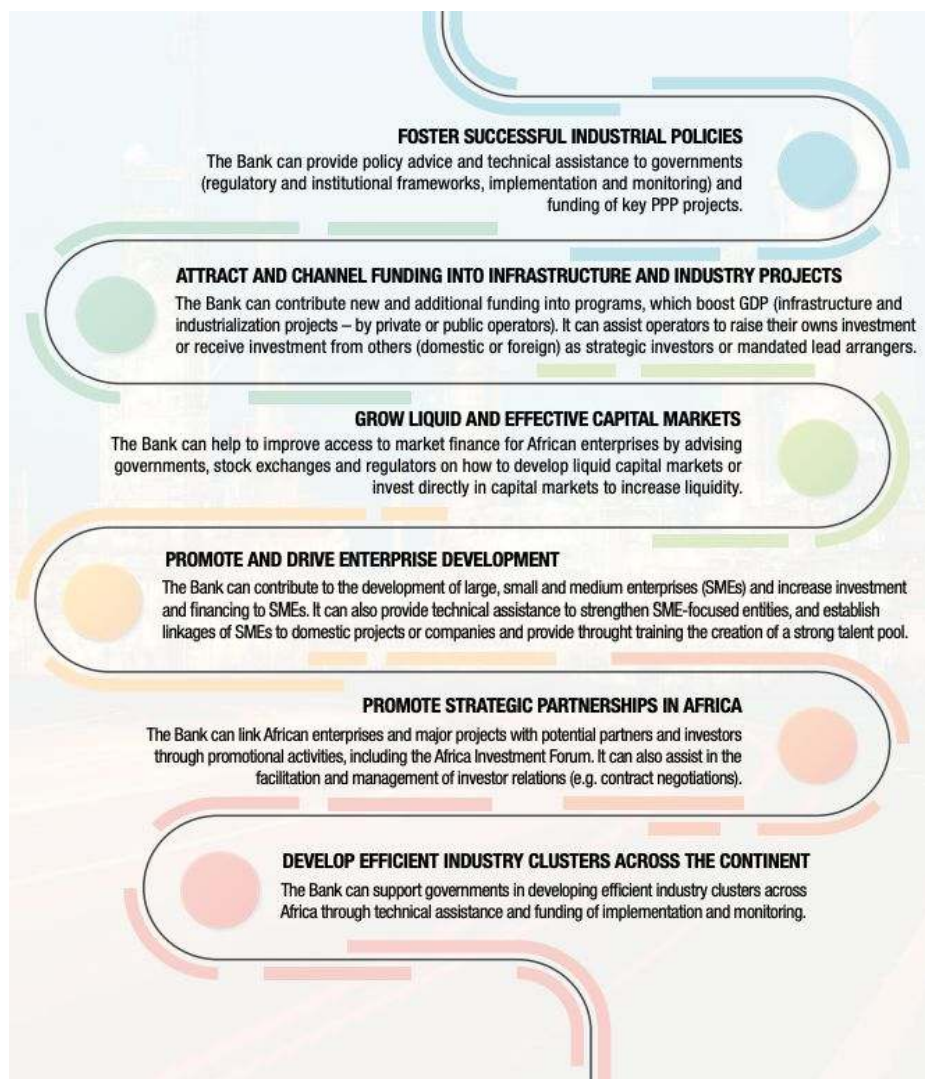 FOSTER SUCCESSFUL INDUSTRIAL POLICIES
The Bank can provide policy advice and technical assistance to governments
(regulatory and institutional frameworks, implementation and monitoring) and
funding of key PPP projects.
ATTRACT AND CHANNEL FUNDING INTO INFRASTRUCTURE AND INDUSTRY PROJECTS
The Bank can contribute new and additional funding into programs, which boost GDP (infrastructure and
industrialization projects – by private or public operators). It can assist operators to raise their owns investment
or receive investment from others (domestic or foreign) as strategic investors or mandated lead arrangers.
GROW LIQUID AND EFFECTIVE CAPITAL MARKETS
The Bank can help to improve access to market finance for African enterprises by advising
governments, stock exchanges and regulators on how to develop liquid capital markets or
invest directly in capital markets to increase liquidity.
PROMOTE AND DRIVE ENTERPRISE DEVELOPMENT
The Bank can contribute to the development of large, small and medium enterprises (SMEs) and increase investment
and financing to SMEs. It can also provide technical assistance to strengthen SME-focused entities, and establish
linkages of SMEs to domestic projects or companies and provide throught training the creation of a strong talent pool.
PROMOTE STRATEGIC PARTNERSHIPS IN AFRICA
The Bank can link African enterprises and major projects with potential partners and investors
through promotional activities, including the Africa Investment Forum. It can also assist in the
facilitation and management of investor relations (e.g. contract negotiations).
DEVELOP EFFICIENT INDUSTRY CLUSTERS ACROSS THE CONTINENT
The Bank can support governments in developing efficient industry clusters across
Africa through technical assistance and funding of implementation and monitoring.